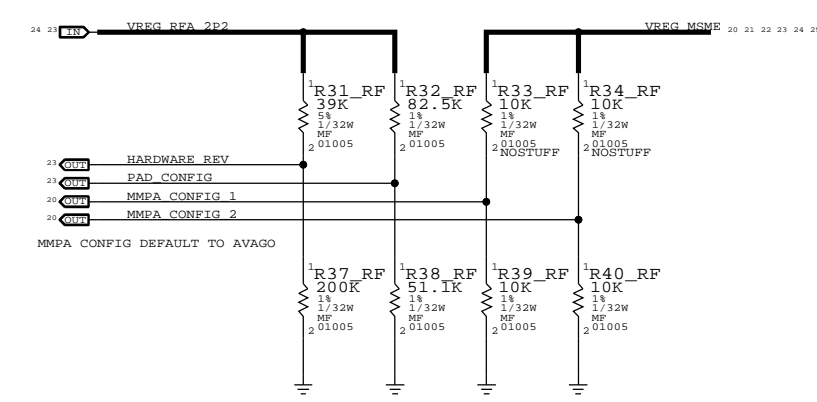 24 23 IN VREG_RFA_2P2 VREG_MSME 20 21 22 23 24 25
1 R31_RF 1 R32_RF 1 R33_RF 1 R34_RF
39K 82.5K 10K 10K
5% 1% 1% 1%
1/32W 1/32W 1/32W 1/32W
MF MF MF MF
2 01005 2 01005 2 01005 2 01005
NOSTUFF NOSTUFF
23 OUT HARDWARE_REV
23 OUT PAD_CONFIG
20 OUT MMPA_CONFIG_1
20 OUT MMPA_CONFIG_2
MMPA CONFIG DEFAULT TO AVAGO
1 R37_RF 1 R38_RF 1 R39_RF 1 R40_RF
200K 51.1K 10K 10K
1% 1% 1% 1%
1/32W 1/32W 1/32W 1/32W
MF MF MF MF
2 01005 2 01005 2 01005 2 01005